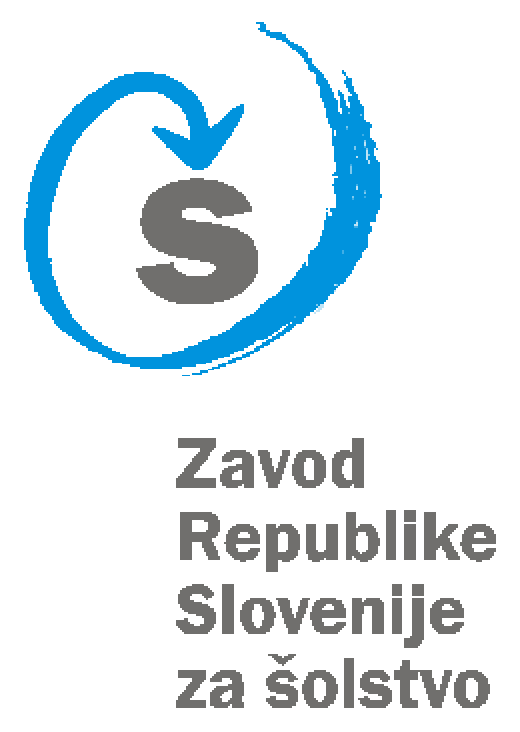 š
Zavod
Republike
Slovenije
za šolstvo